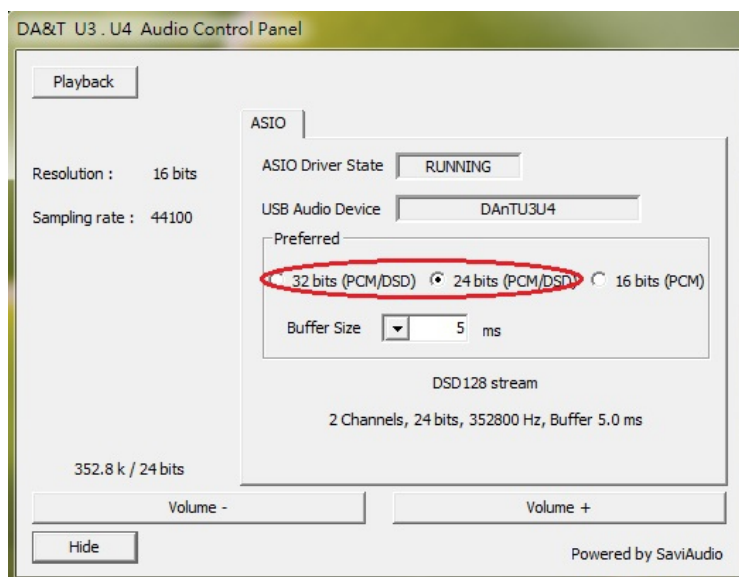 DA&T U3 . U4 Audio Control Panel
Playback
ASIO
Resolution : 16 bits
ASIO Driver State RUNNING
Sampling rate : 44100
USB Audio Device DAnTU3U4
Preferred
32 bits (PCM/DSD) 24 bits (PCM/DSD) 16 bits (PCM)
Buffer Size 5 ms
DSD128 stream
2 Channels, 24 bits, 352800 Hz, Buffer 5.0 ms
352.8 k / 24 bits
Volume - Volume +
Hide
Powered by SaviAudio